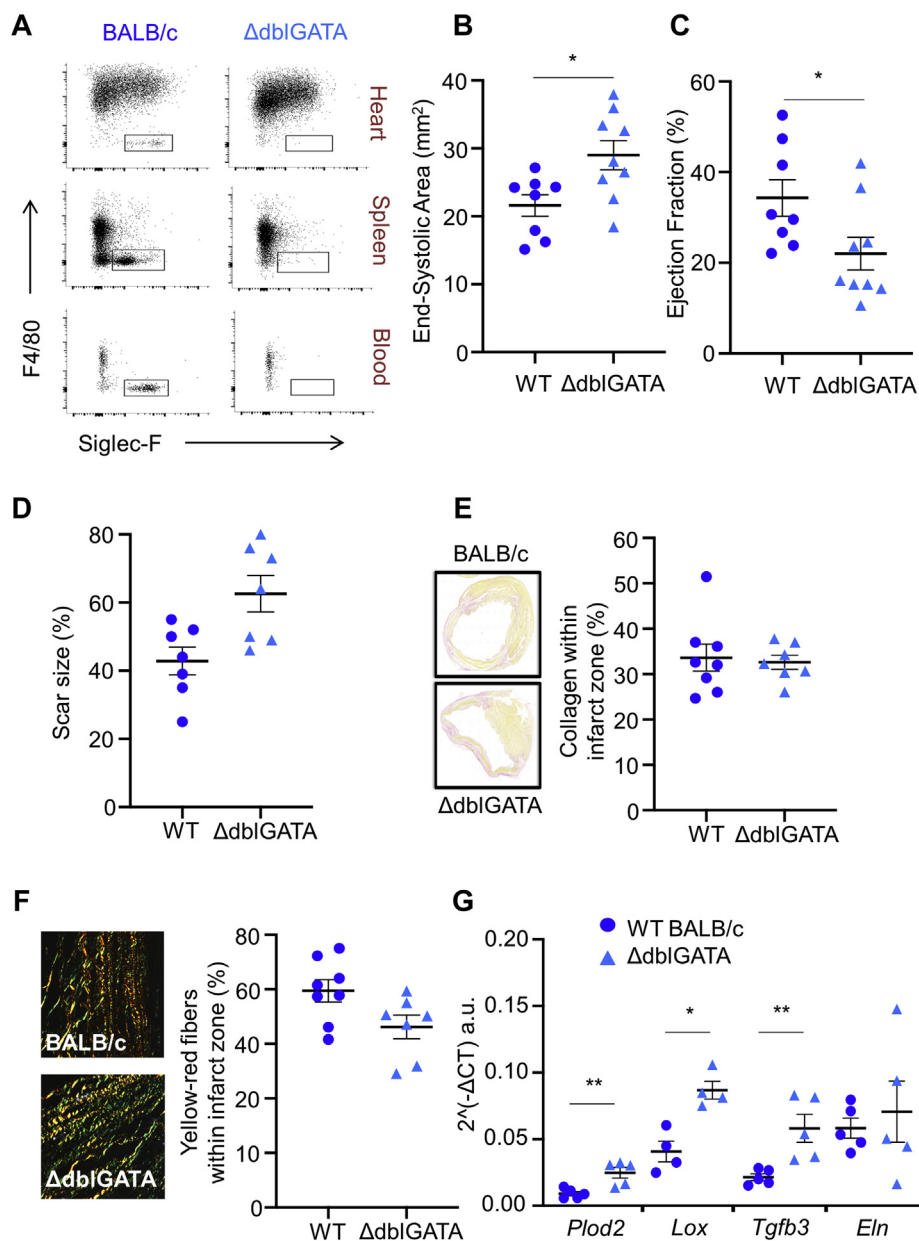 A
BALB/c
ΔdblGATA
Heart
Spleen
Blood
F4/80
Siglec-F
B
*
End-Systolic Area (mm²)
40
30
20
10
0
WT
ΔdblGATA
C
*
Ejection Fraction (%)
60
40
20
0
WT
ΔdblGATA
D
Scar size (%)
80
60
40
20
0
WT
ΔdblGATA
E
BALB/c
ΔdblGATA
Collagen within
infarct zone (%)
60
50
40
30
20
10
0
WT
ΔdblGATA
F
BALB/c
ΔdblGATA
Yellow-red fibers
within infarct zone (%)
80
60
40
60
20
0
WT
ΔdblGATA
G
WT BALB/c
ΔdblGATA
2^(-ΔCT) a.u.
0.20
0.15
0.10
0.05
0.00
**
*
**
Plod2
Lox
Tgfb3
Eln